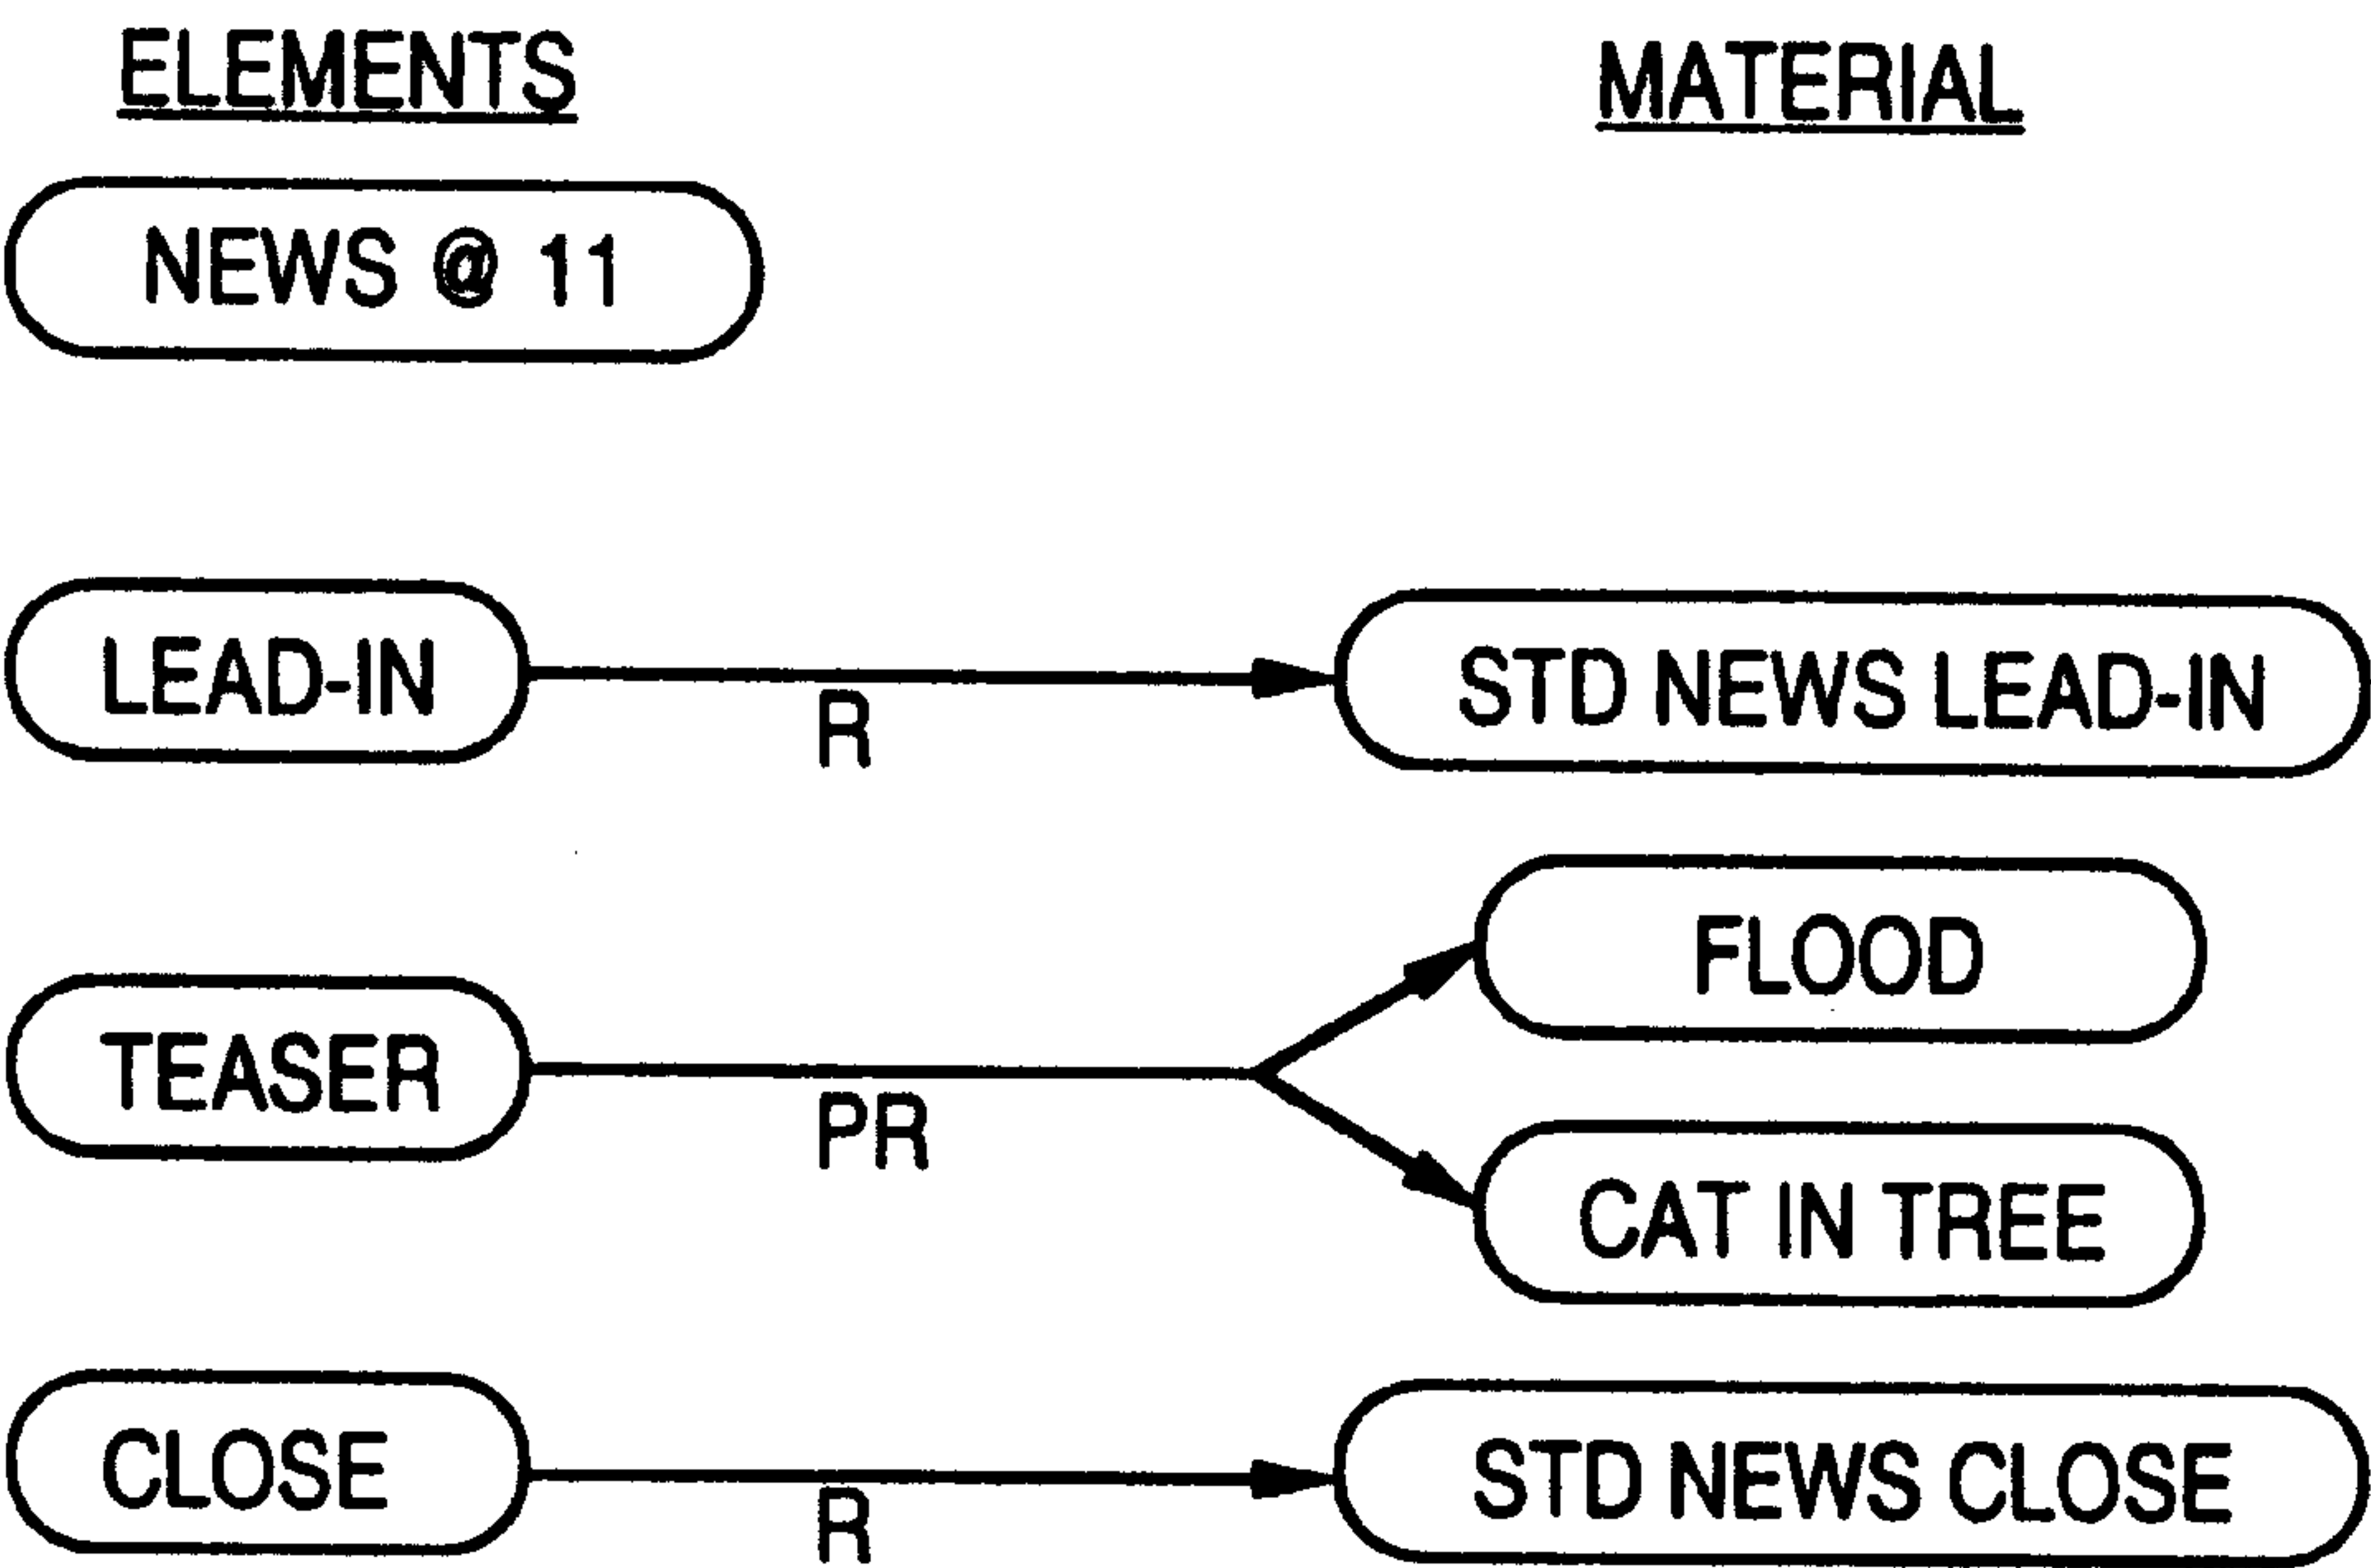 ELEMENTS
MATERIAL
NEWS @ 11
LEAD-IN
R
STD NEWS LEAD-IN
FLOOD
TEASER
PR
CAT IN TREE
CLOSE
R
STD NEWS CLOSE